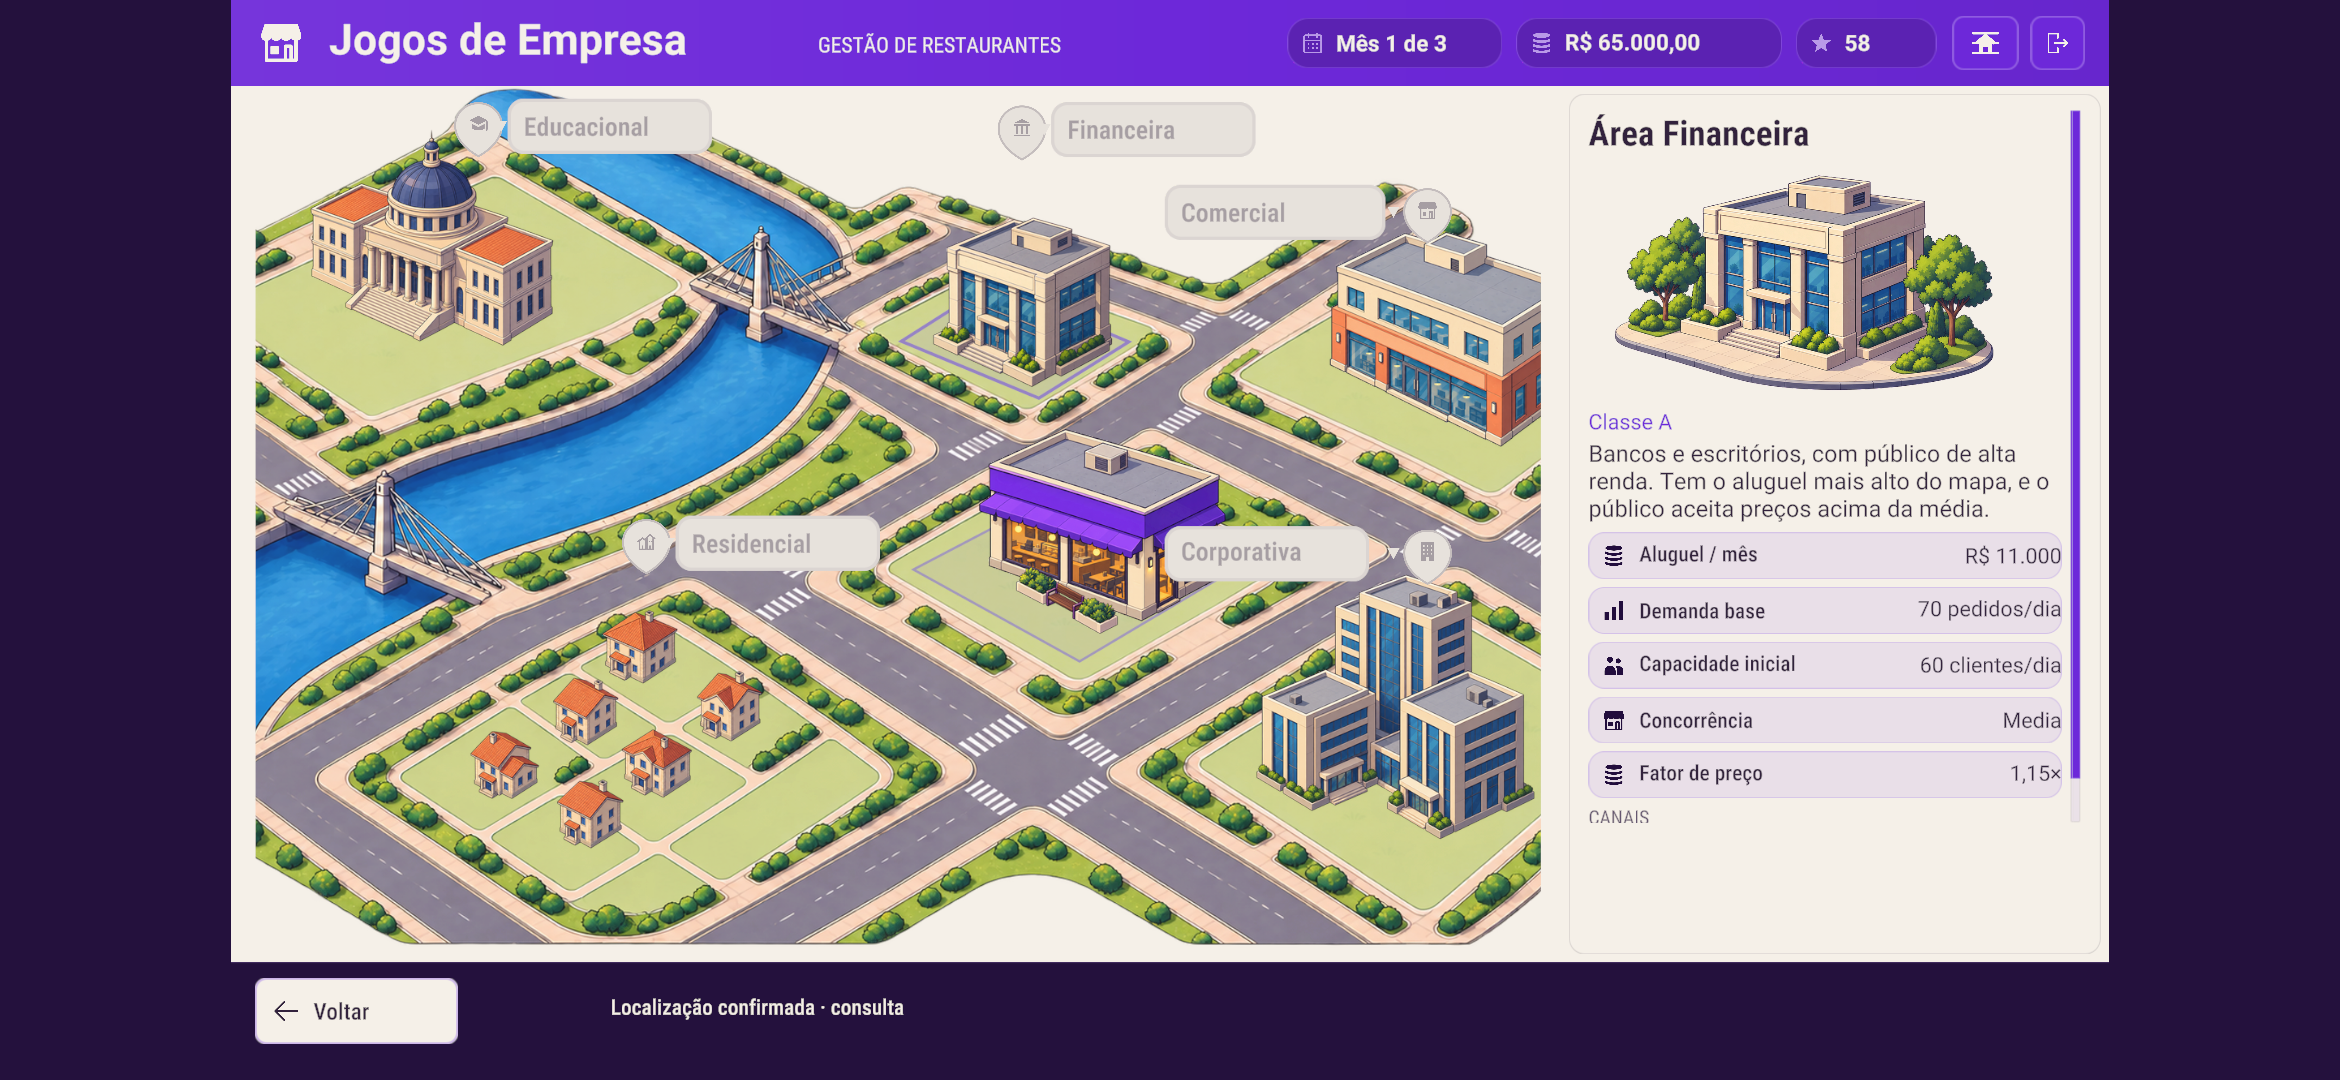 Jogos de Empresa
GESTÃO DE RESTAURANTES
Mês 1 de 3
R$ 65.000,00
58
Educacional
Financeira
Comercial
Residencial
Corporativa
Área Financeira
Classe A
Bancos e escritórios, com público de alta
renda. Tem o aluguel mais alto do mapa, e o
público aceita preços acima da média.
Aluguel / mês R$ 11.000
Demanda base 70 pedidos/dia
Capacidade inicial 60 clientes/dia
Concorrência Media
Fator de preço 1,15×
CANAIS
Voltar
Localização confirmada · consulta